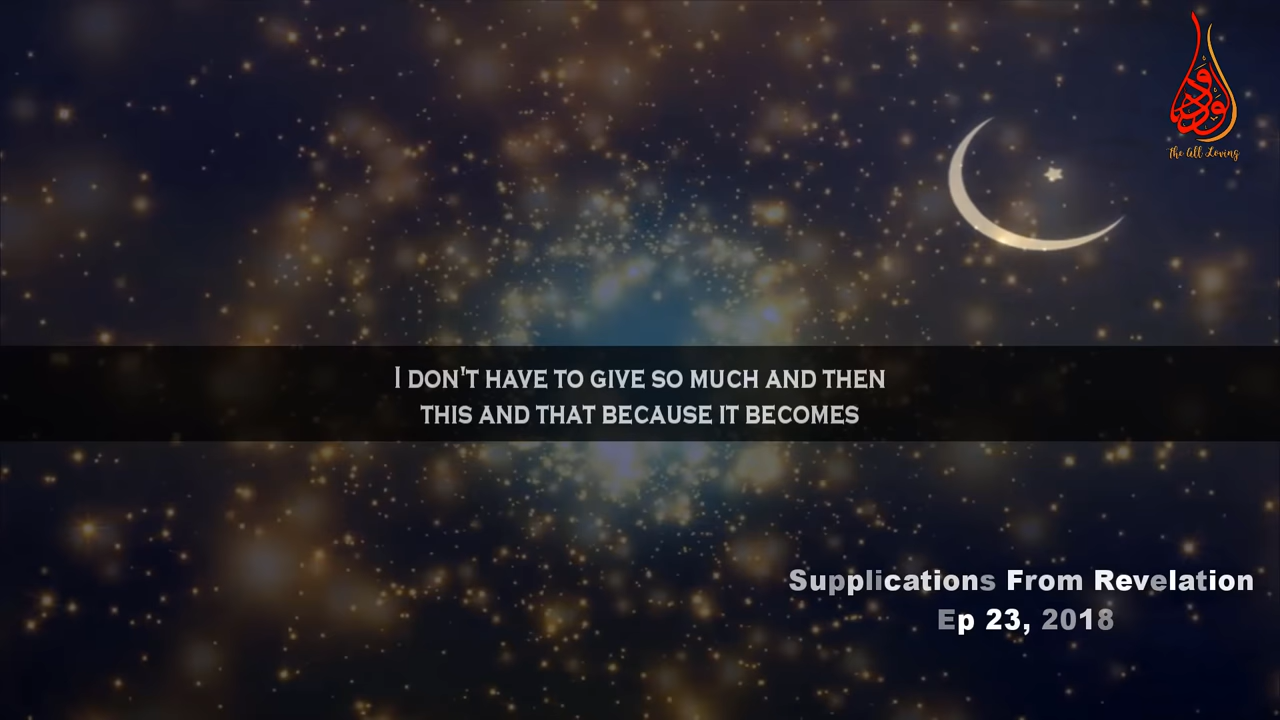 الودود
The All Loving
I DON'T HAVE TO GIVE SO MUCH AND THEN
THIS AND THAT BECAUSE IT BECOMES
Supplications From Revelation
Ep 23, 2018